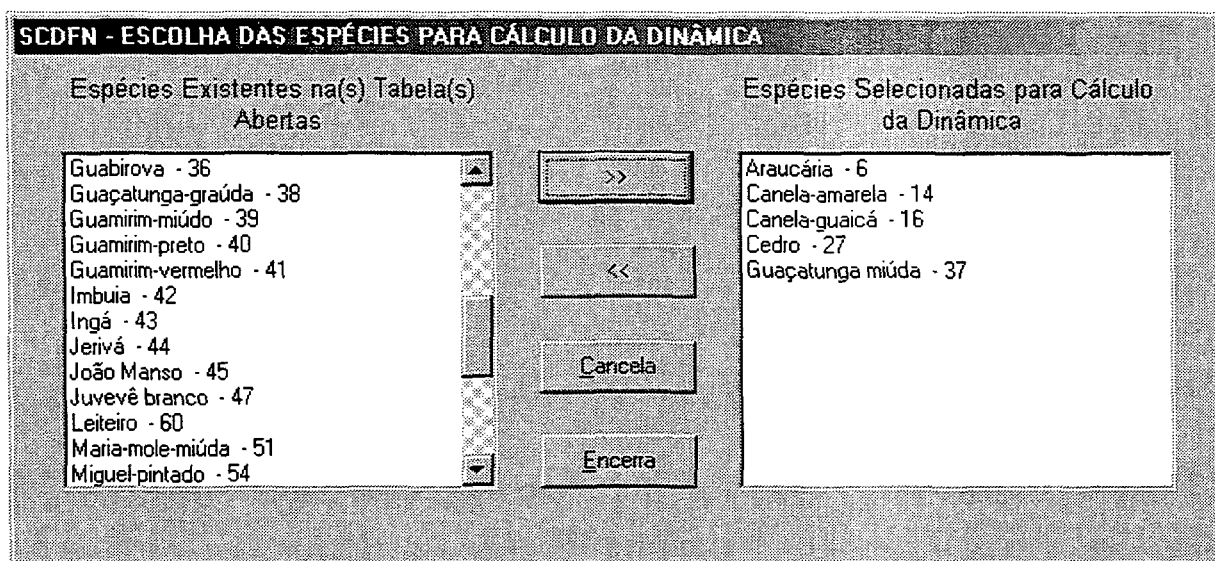 SCDFN - ESCOLHA DAS ESPÉCIES PARA CÁLCULO DA DINÂMICA
Espécies Existentes na(s) Tabela(s)
Abertas
Guabirova - 36
Guaçatunga-graúda - 38
Guamirim-miúdo - 39
Guamirim-preto - 40
Guamirim-vermelho - 41
Imbuia - 42
Ingá - 43
Jerivá - 44
João Manso - 45
Juvevê branco - 47
Leiteiro - 60
Maria-mole-miúda - 51
Miguel-pintado - 54
>>
<<
Cancela
Encerra
Espécies Selecionadas para Cálculo
da Dinâmica
Araucária - 6
Canela-amarela - 14
Canela-guaicá - 16
Cedro - 27
Guaçatunga miúda - 37